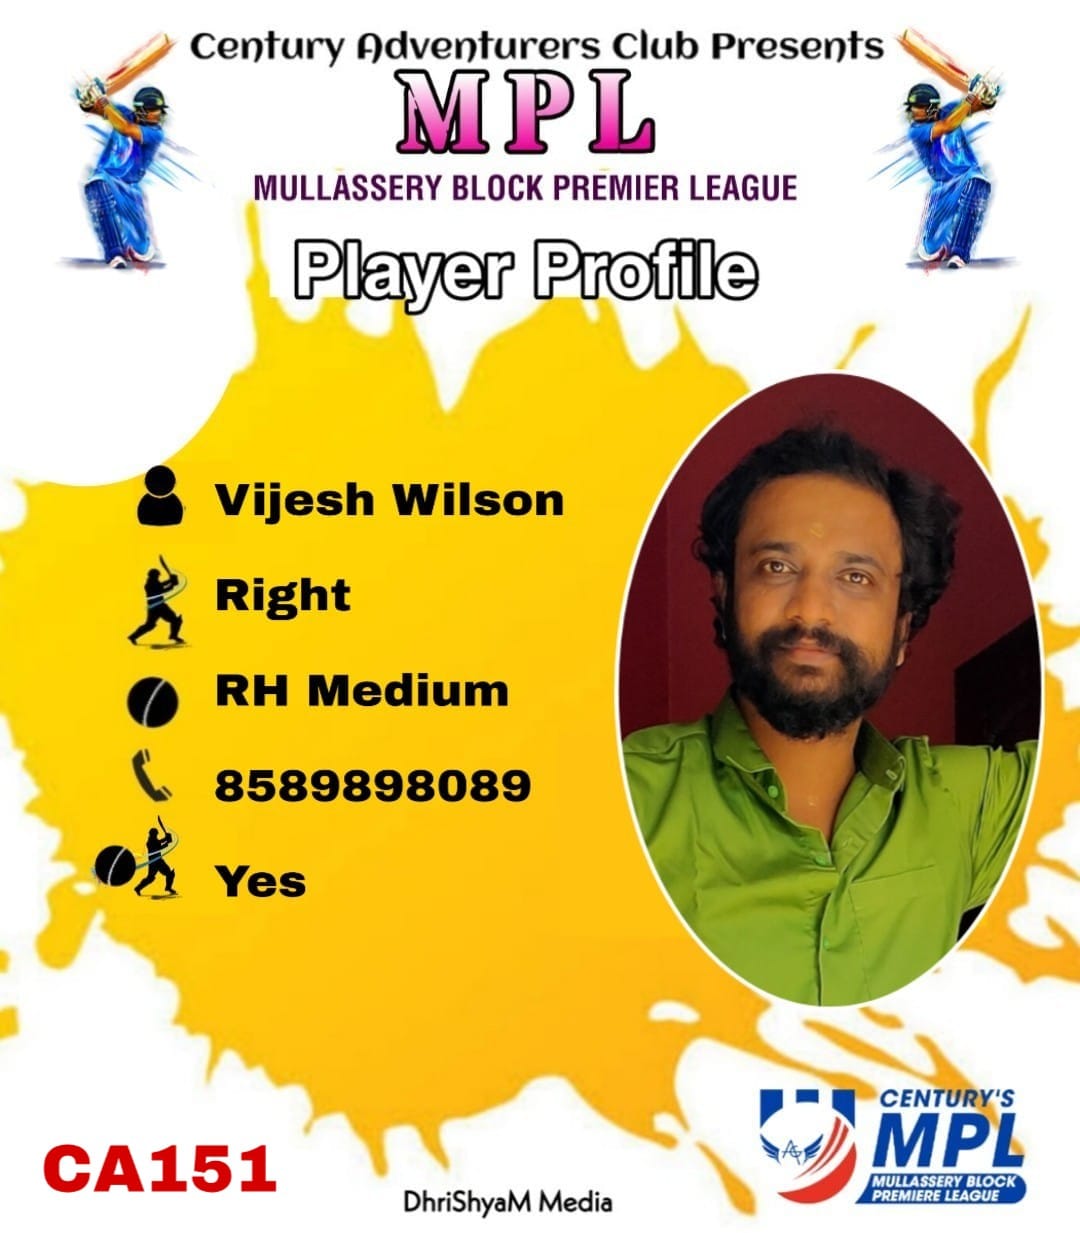 Century Adventurers Club Presents
MPL
MULLASSERY BLOCK PREMIER LEAGUE
Player Profile
Vijesh Wilson
Right
RH Medium
8589898089
Yes
CA151
DhriShyaM Media
CENTURY'S
MPL
MULLASSERY BLOCK
PREMIERE LEAGUE